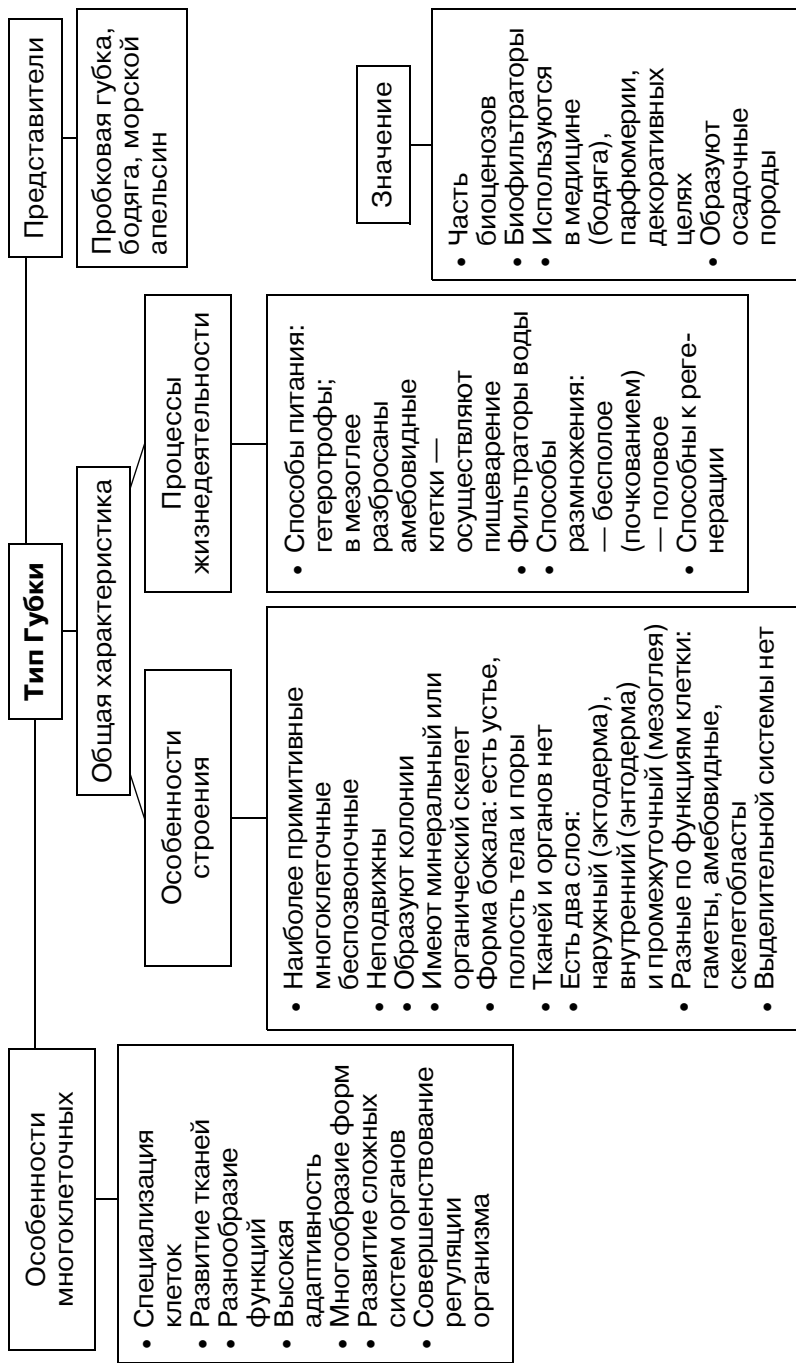 Тип Губки
Особенности
многоклеточных
• Специализация
клеток
• Развитие тканей
• Разнообразие
функций
• Высокая
адаптивность
• Многообразие форм
• Развитие сложных
систем органов
• Совершенствование
регуляции
организма
Общая характеристика
Особенности
строения
• Наиболее примитивные
многоклеточные
беспозвоночные
• Неподвижны
• Образуют колонии
• Имеют минеральный или
органический скелет
• Форма бокала: есть устье,
полость тела и поры
• Тканей и органов нет
• Есть два слоя:
наружный (эктодерма),
внутренний (энтодерма)
и промежуточный (мезоглея)
• Разные по функциям клетки:
гаметы, амебовидные,
скелетобласты
• Выделительной системы нет
Процессы
жизнедеятельности
• Способы питания:
гетеротрофы;
в мезоглее
разбросаны
амебовидные
клетки —
осуществляют
пищеварение
• Фильтраторы воды
• Способы
размножения:
— бесполое
(почкованием)
— половое
• Способны к реге-
нерации
Представители
Пробковая губка,
бодяга, морской
апельсин
Значение
• Часть
биоценозов
• Биофильтраторы
• Используются
в медицине
(бодяга),
парфюмерии,
декоративных
целях
• Образуют
осадочные
породы